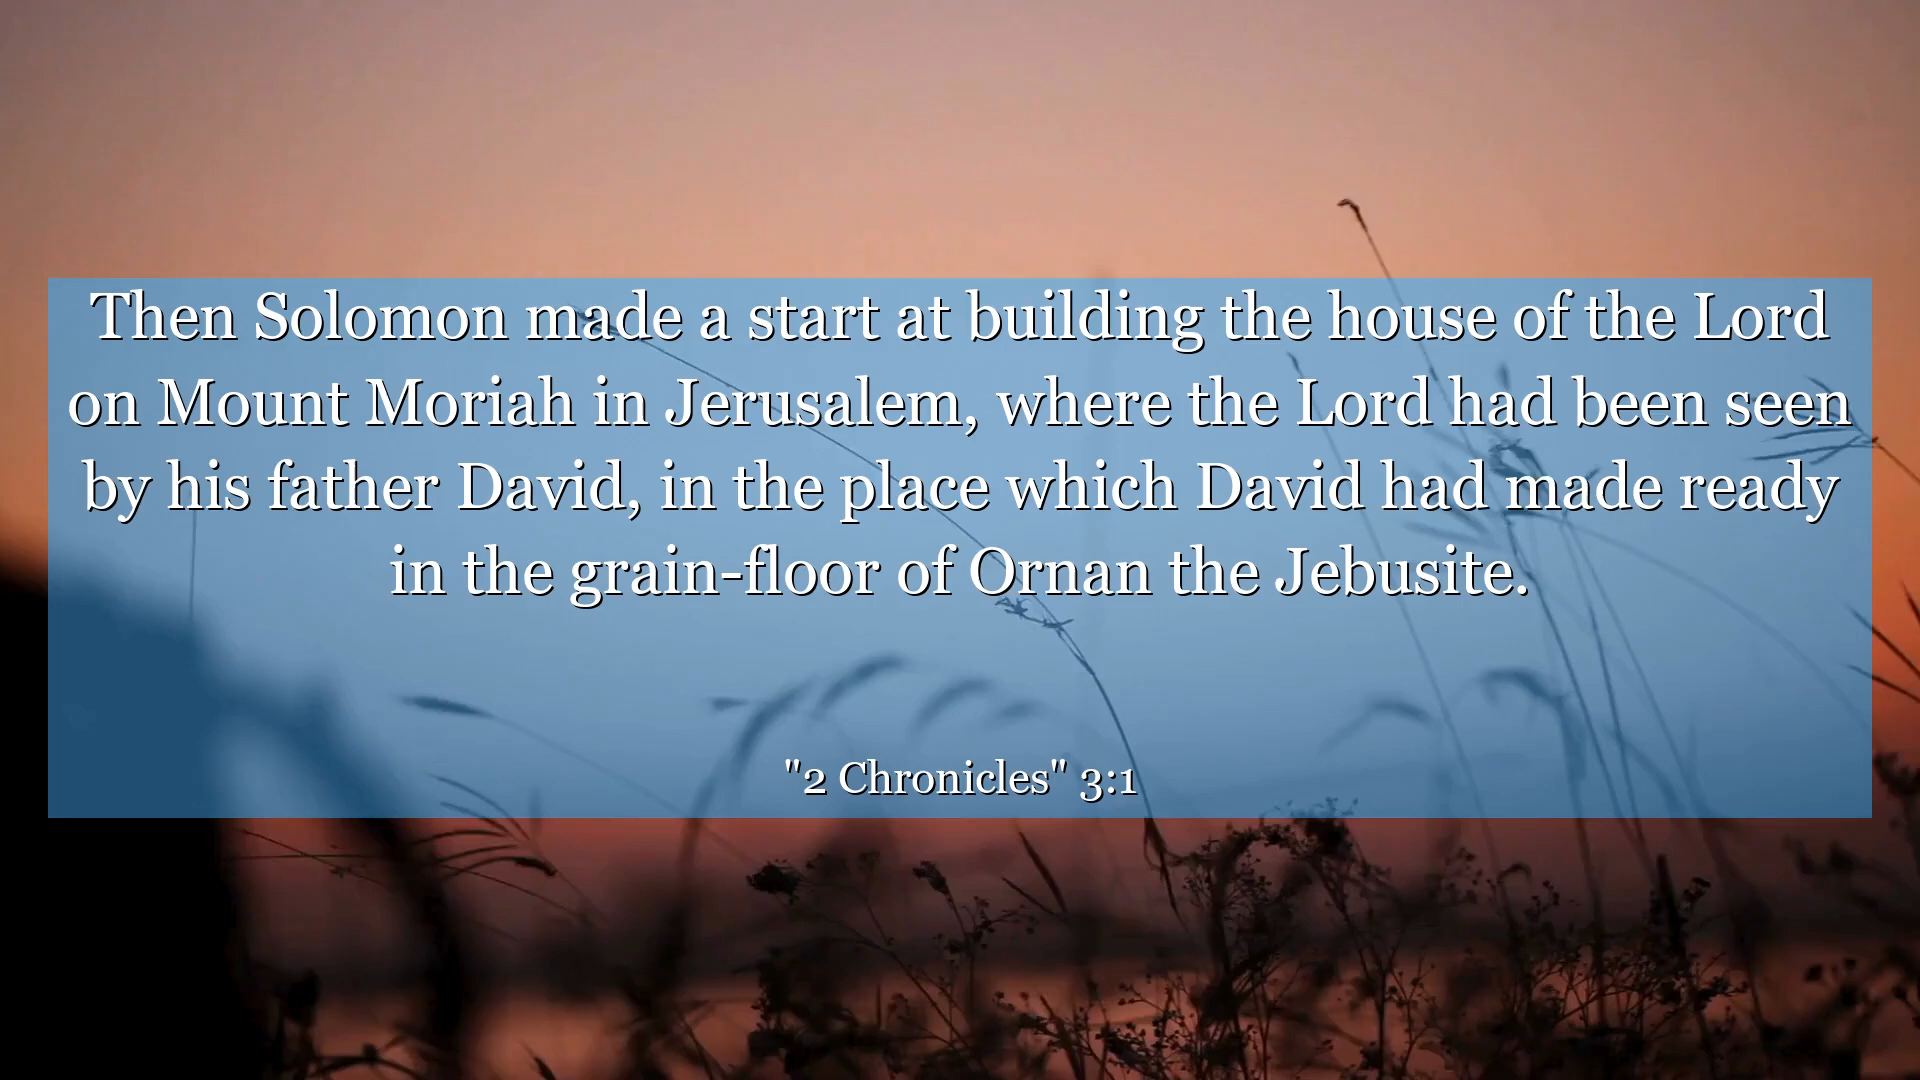 Then Solomon made a start at building the house of the Lord
on Mount Moriah in Jerusalem, where the Lord had been seen
by his father David, in the place which David had made ready
in the grain-floor of Ornan the Jebusite.
"2 Chronicles" 3:1